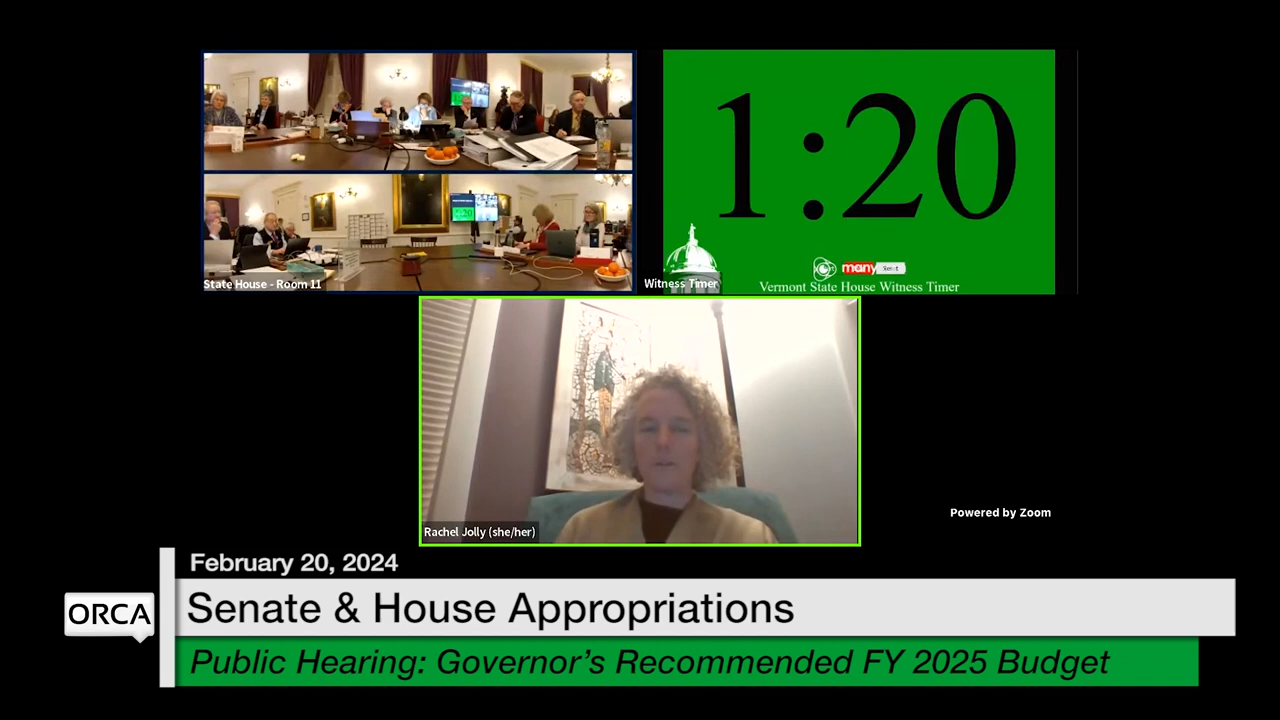 1:20
many
State House - Room 11
Witness Timer
Vermont State House Witness Timer
Rachel Jolly (she/her)
Powered by Zoom
February 20, 2024
ORCA
Senate & House Appropriations
Public Hearing: Governor's Recommended FY 2025 Budget